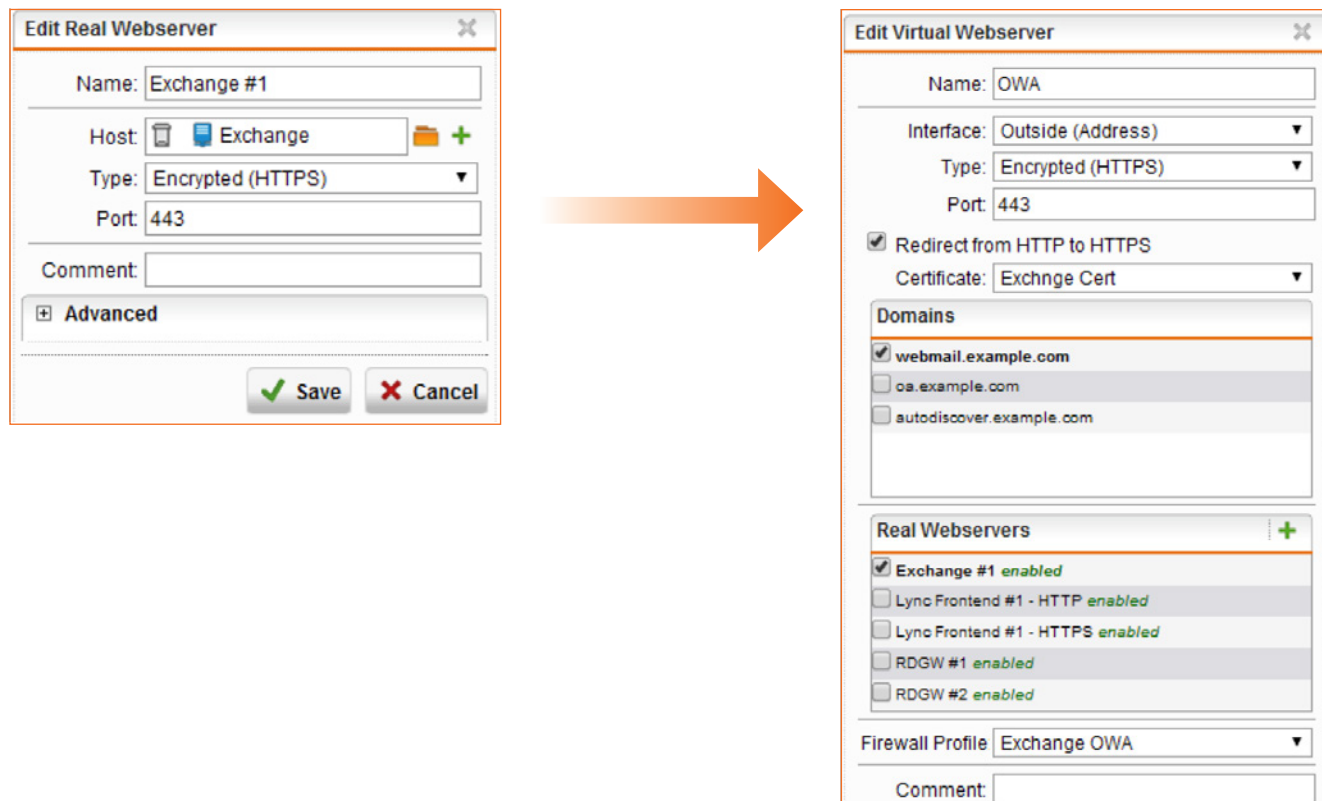 Edit Real Webserver
Name: Exchange #1
Host: Exchange
Type: Encrypted (HTTPS)
Port: 443
Comment:
Advanced
Save Cancel
Edit Virtual Webserver
Name: OWA
Interface: Outside (Address)
Type: Encrypted (HTTPS)
Port: 443
Redirect from HTTP to HTTPS
Certificate: Exchnge Cert
Domains
webmail.example.com
oa.example.com
autodiscover.example.com
Real Webservers
Exchange #1 enabled
Lync Frontend #1 - HTTP enabled
Lync Frontend #1 - HTTPS enabled
RDGW #1 enabled
RDGW #2 enabled
Firewall Profile Exchange OWA
Comment: